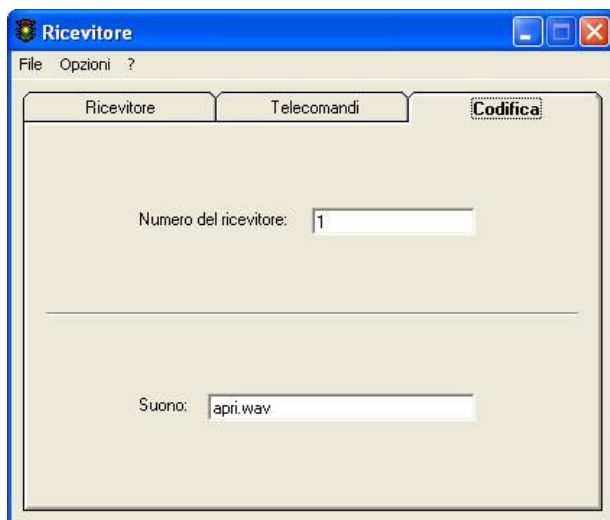 Ricevitore
File Opzioni ?
Ricevitore Telecomandi Codifica
Numero del ricevitore: 1
Suono: apri.wav